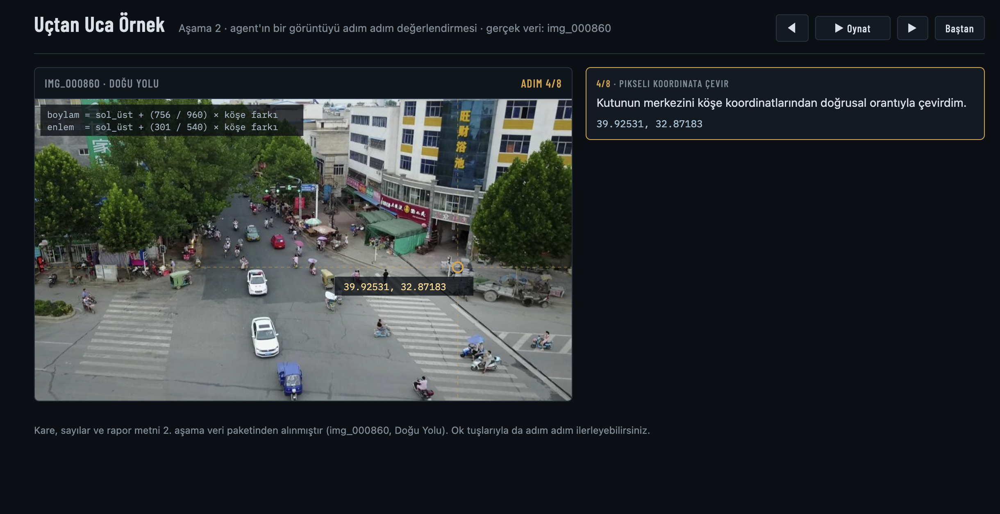 Uçtan Uca Örnek
Aşama 2 · agent'ın bir görüntüyü adım adım değerlendirmesi · gerçek veri: img_000860
◀
▶ Oynat
▶
Baştan
IMG_000860 · DOĞU YOLU
ADIM 4/8
boylam = sol_üst + (756 / 960) × köşe farkı
enlem = sol_üst + (301 / 540) × köşe farkı
家
旺财浴池
39.92531, 32.87183
4/8 · PIKSELI KOORDINATA ÇEVIR
Kutunun merkezini köşe koordinatlarından doğrusal orantıyla çevirdim.
39.92531, 32.87183
Kare, sayılar ve rapor metni 2. aşama veri paketinden alınmıştır (img_000860, Doğu Yolu). Ok tuşlarıyla da adım adım ilerleyebilirsiniz.